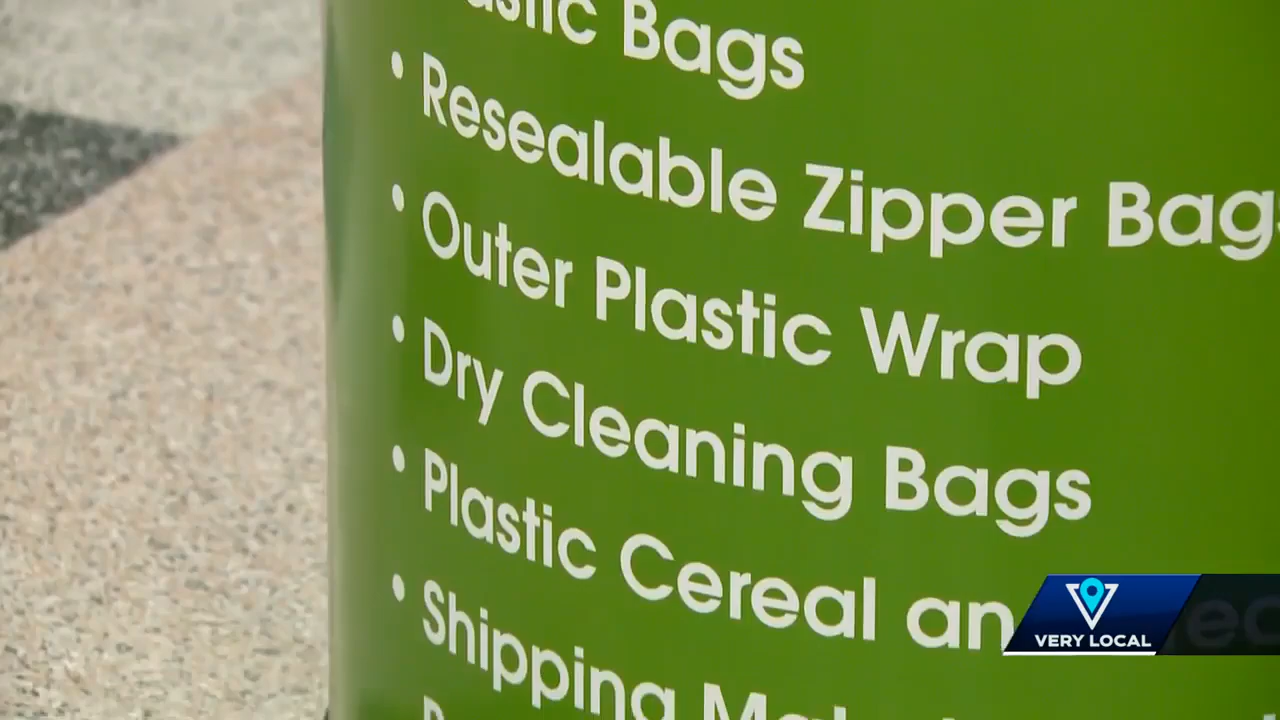 Bags
• Resealable Zipper Bags
• Outer Plastic Wrap
• Dry Cleaning Bags
• Plastic Cereal an
• Shipping
VERY LOCAL